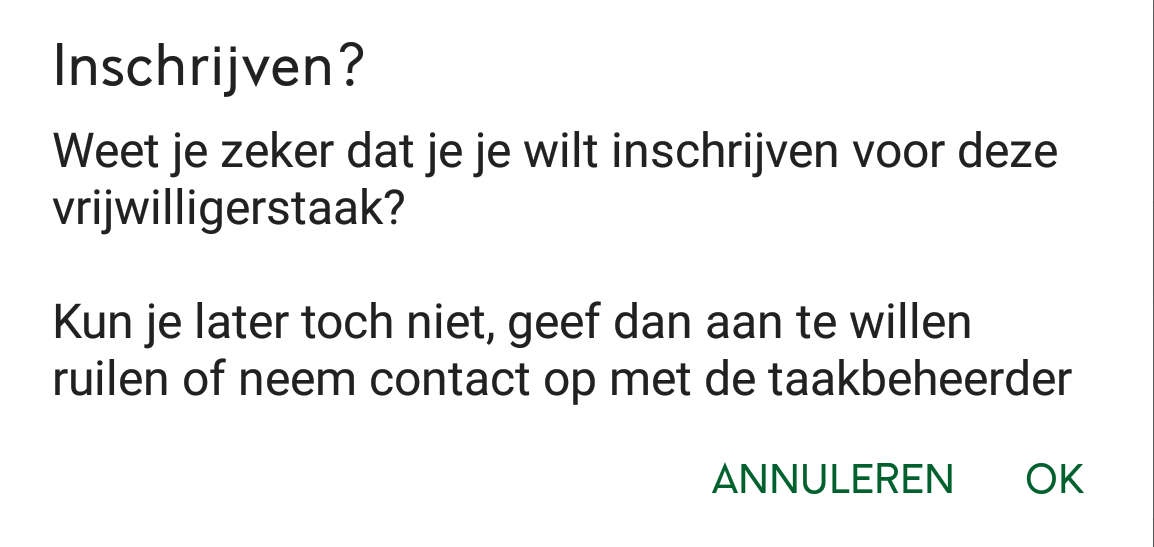 Inschrijven?
Weet je zeker dat je je wilt inschrijven voor deze
vrijwilligerstaak?
Kun je later toch niet, geef dan aan te willen
ruilen of neem contact op met de taakbeheerder
ANNULEREN OK